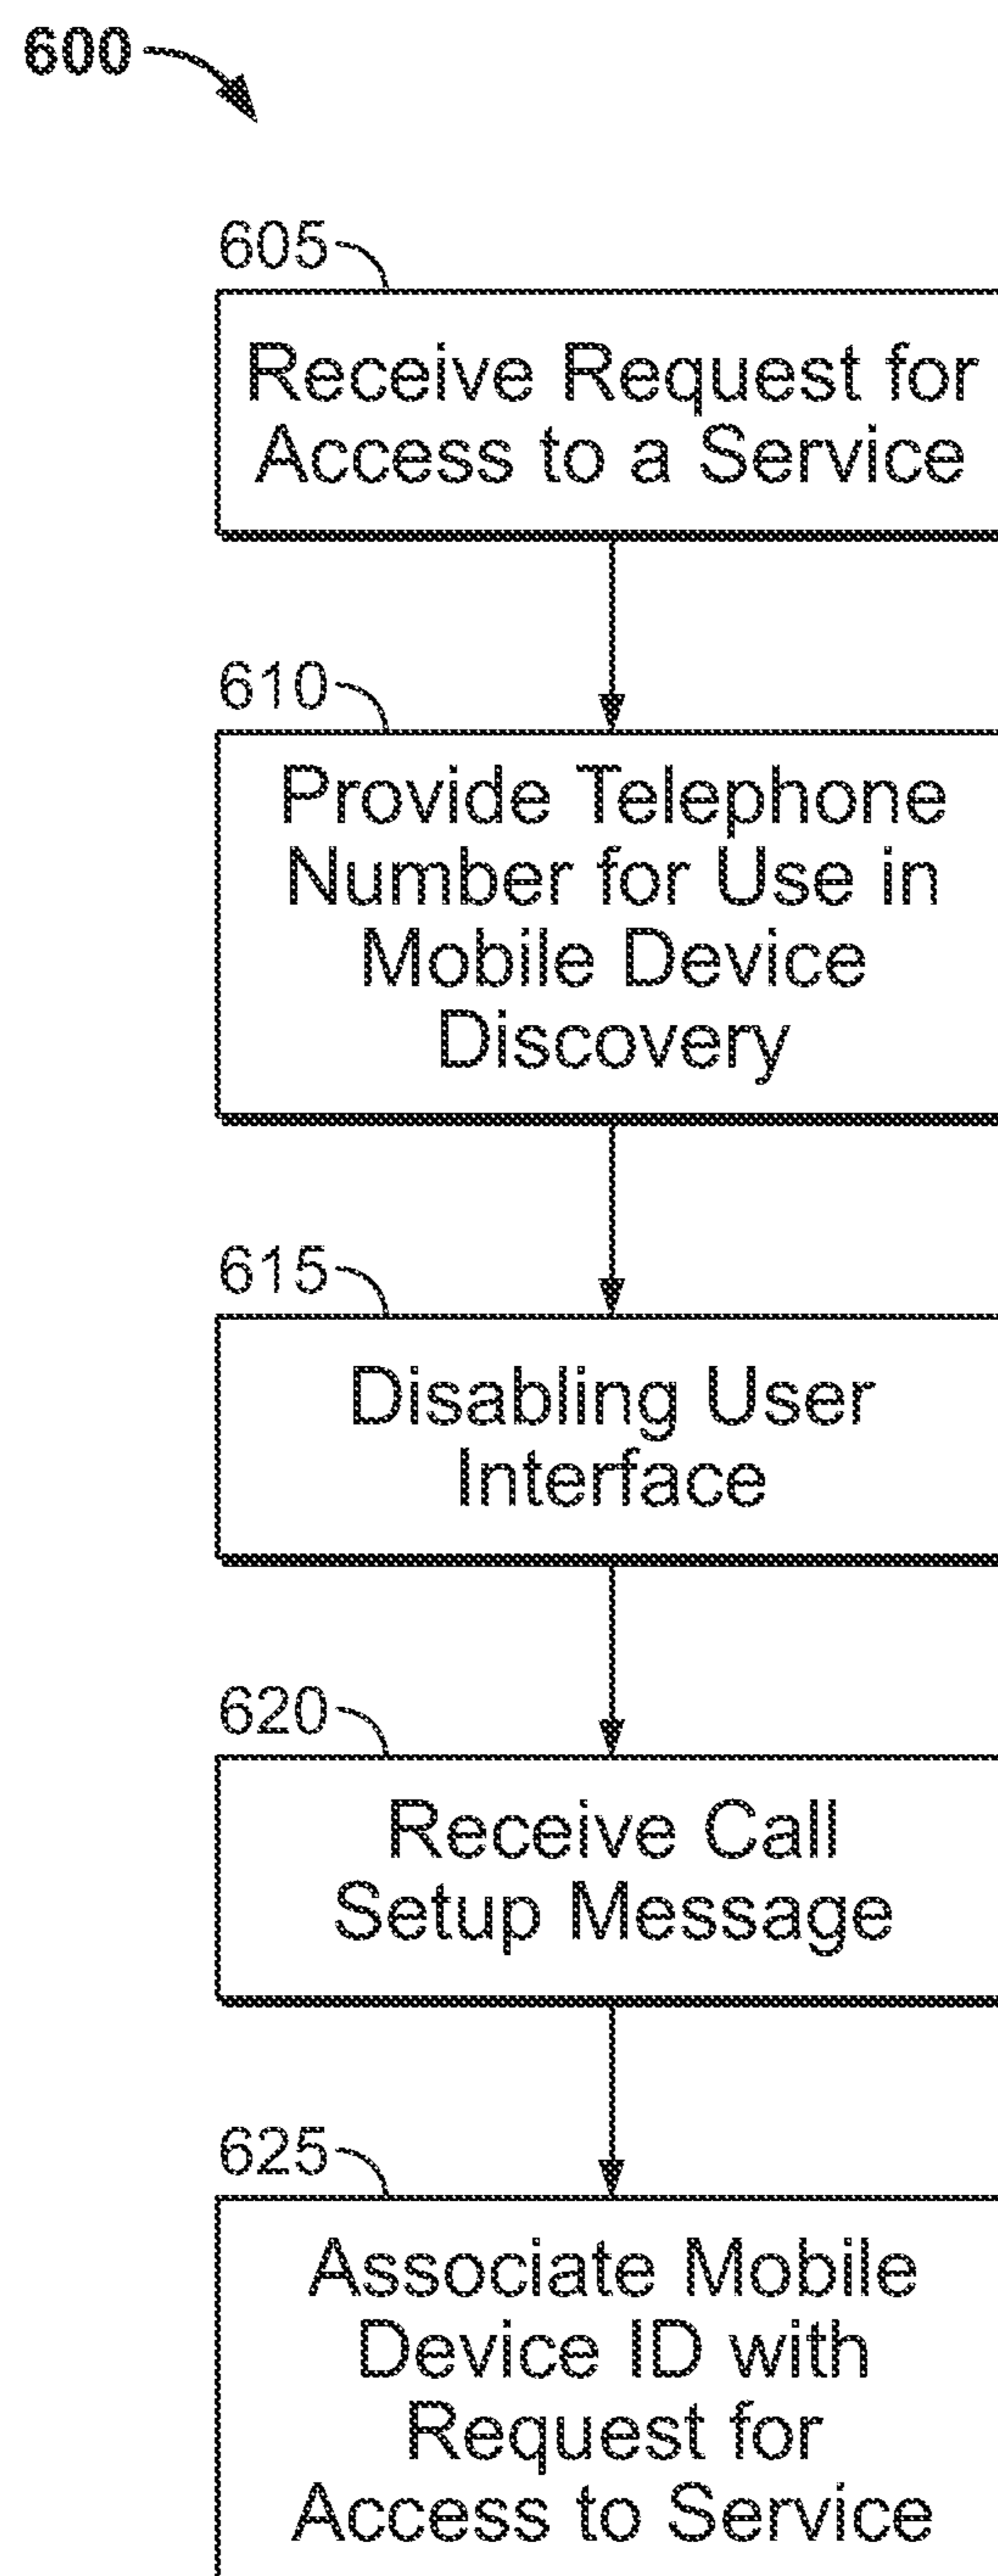 600
605
Receive Request for
Access to a Service
610
Provide Telephone
Number for Use in
Mobile Device
Discovery
615
Disabling User
Interface
620
Receive Call
Setup Message
625
Associate Mobile
Device ID with
Request for
Access to Service